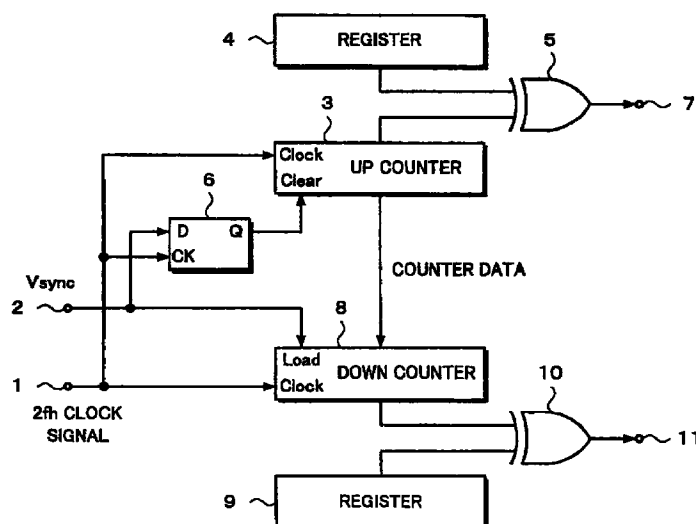 4
REGISTER
5
7
3
Clock
UP COUNTER
Clear
6
D
Q
CK
COUNTER DATA
Vsync
2
8
Load
DOWN COUNTER
Clock
1
2fh CLOCK
SIGNAL
10
11
9
REGISTER